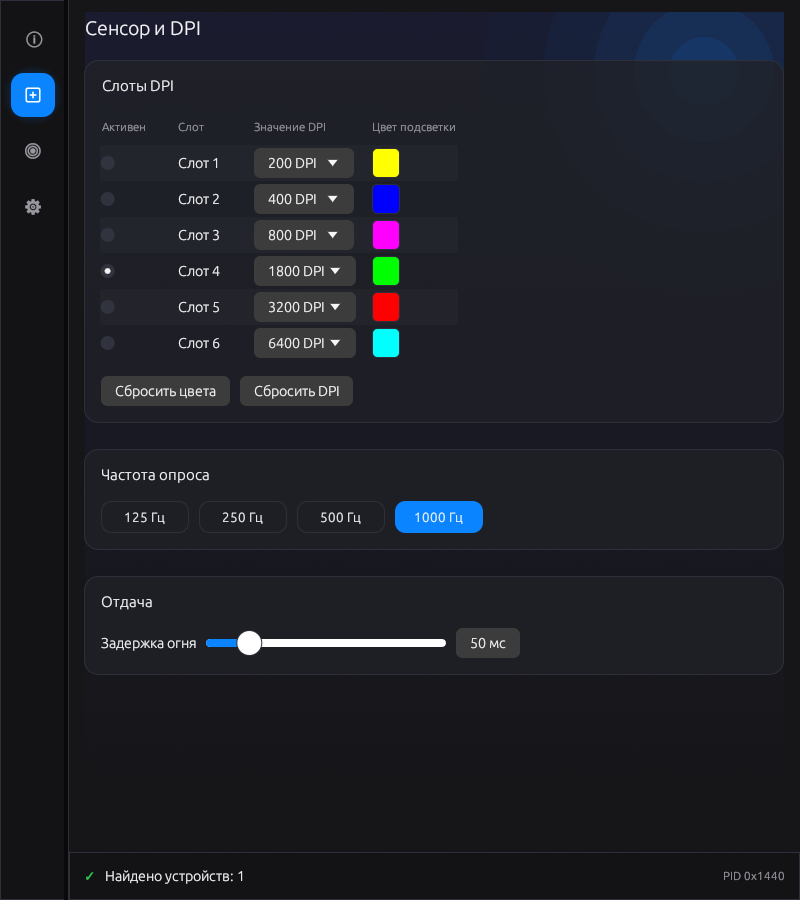 Сенсор и DPI
Слоты DPI
Активен Слот Значение DPI Цвет подсветки
Слот 1 200 DPI
Слот 2 400 DPI
Слот 3 800 DPI
Слот 4 1800 DPI
Слот 5 3200 DPI
Слот 6 6400 DPI
Сбросить цвета Сбросить DPI
Частота опроса
125 Гц 250 Гц 500 Гц 1000 Гц
Отдача
Задержка огня 50 мс
✓ Найдено устройств: 1 PID 0x1440